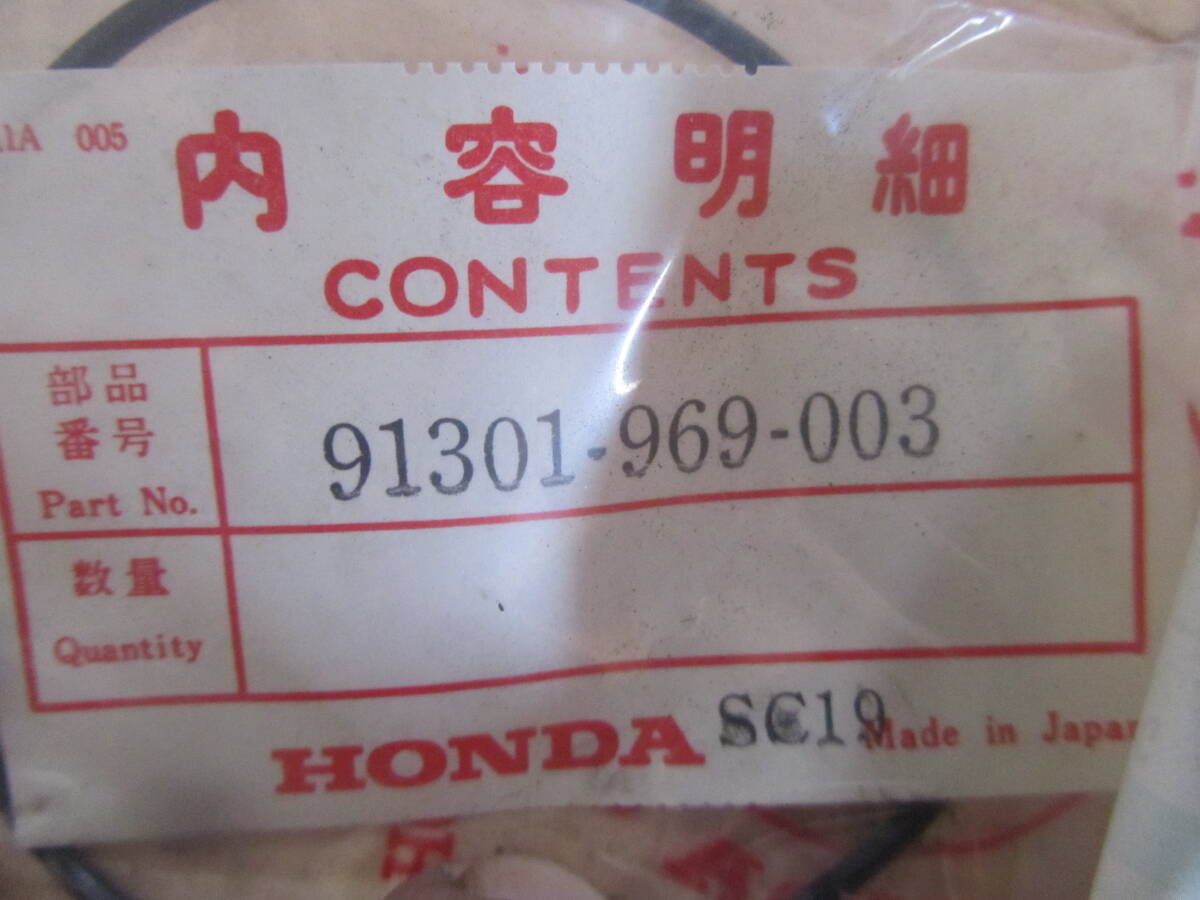 005
内容明細
CONTENTS
部品
番号
Part No.
91301-969-003
数量
Quantity
HONDA SC19 Made in Japan